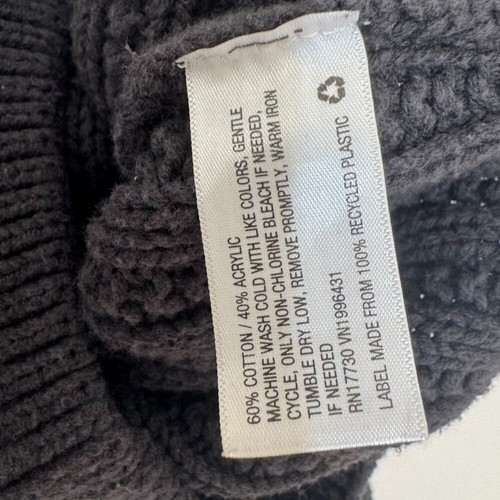 60% COTTON / 40% ACRYLIC
MACHINE WASH COLD WITH LIKE COLORS, GENTLE
CYCLE, ONLY NON-CHLORINE BLEACH IF NEEDED,
TUMBLE DRY LOW, REMOVE PROMPTLY, WARM IRON
IF NEEDED
RN17730 VN1996431
LABEL MADE FROM 100% RECYCLED PLASTIC